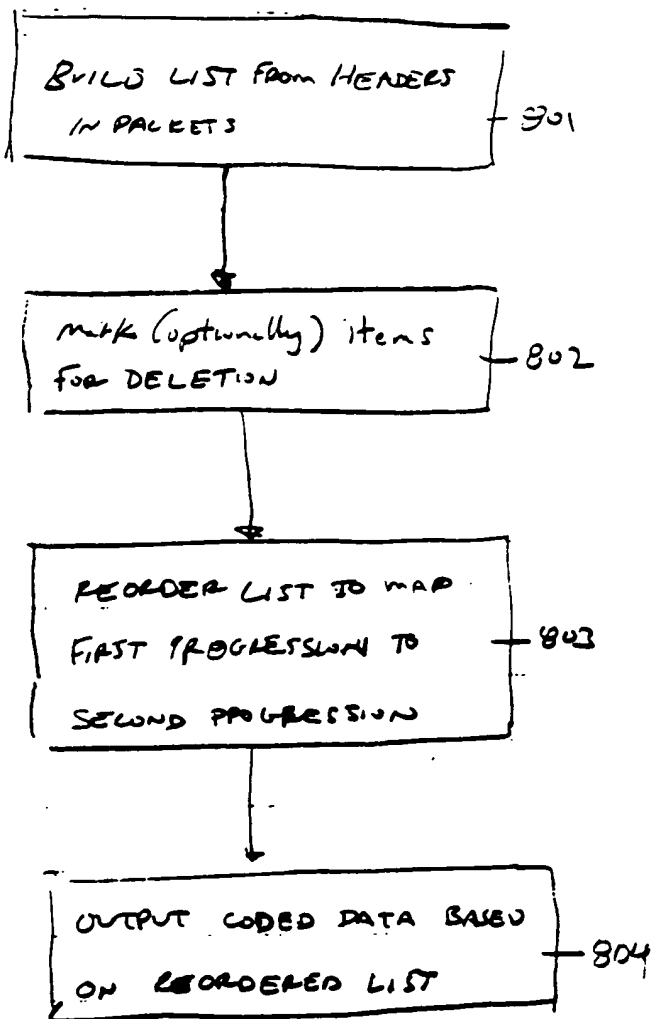 BUILD LIST FROM HEADERS
IN PACKETS
801
mark (optionally) items
FOR DELETION
802
REORDER LIST TO MAP
FIRST PROGRESSION TO
SECOND PROGRESSION
803
OUTPUT CODED DATA BASED
ON REORDERED LIST
804